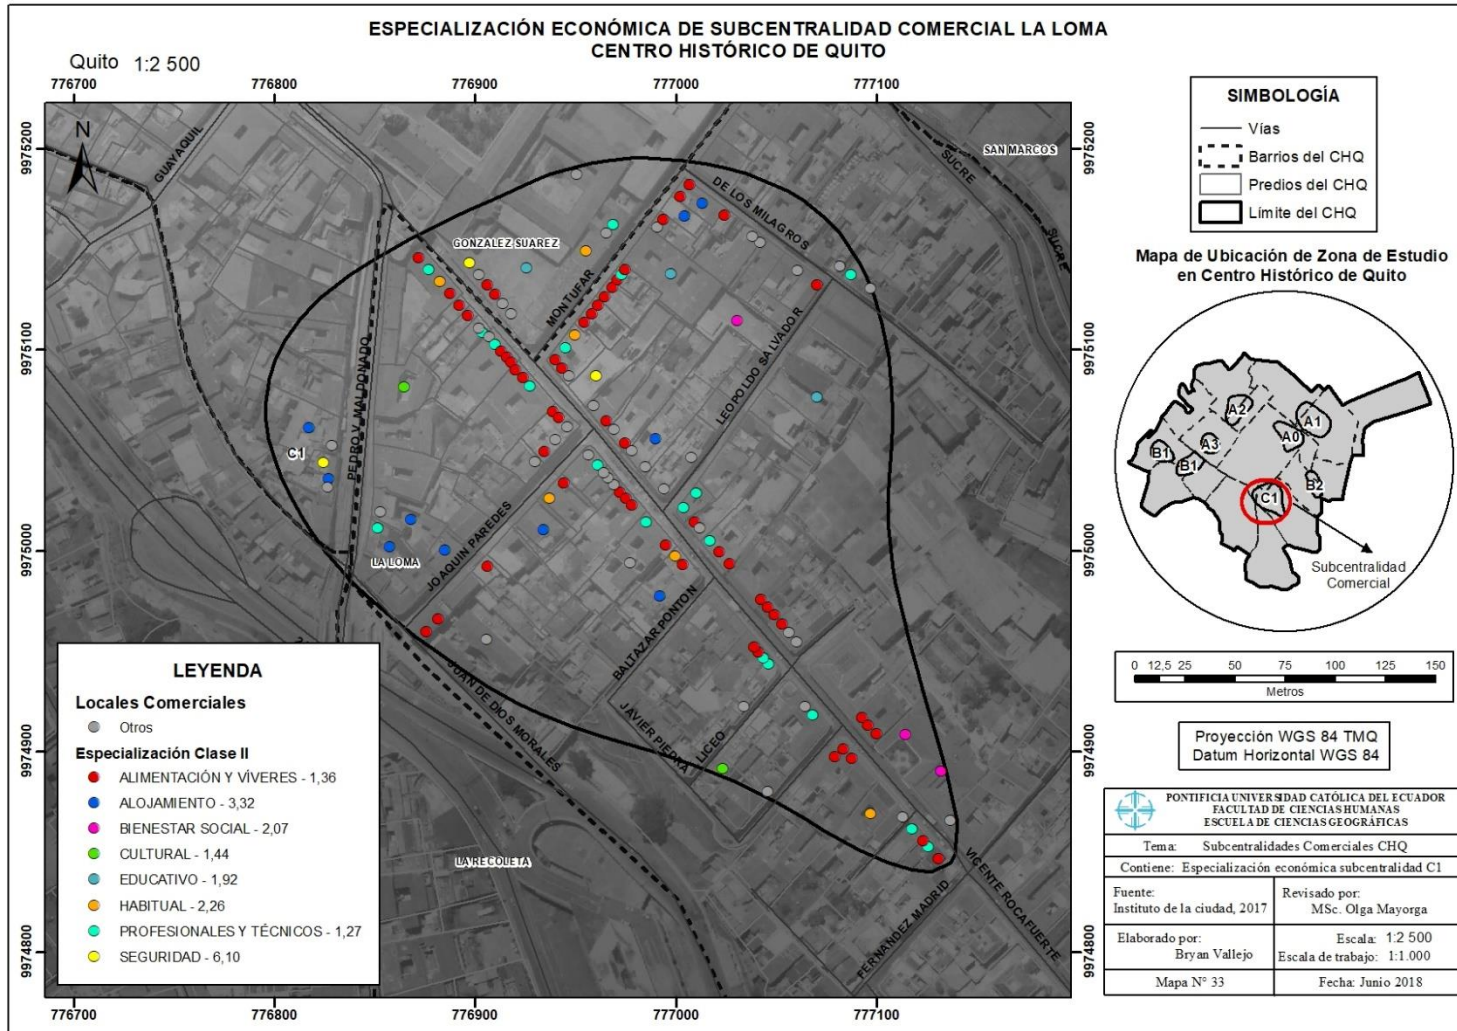 ESPECIALIZACIÓN ECONÓMICA DE SUBCENTRALIDAD COMERCIAL LA LOMA
CENTRO HISTÓRICO DE QUITO
Quito 1:2 500
776700
776800
776900
777000
777100
9975200
9975100
9975000
9974900
9974800
N
GUAYAQUIL
SAN MARCOS
SUCRE
SUCRE
DE LOS MILAGROS
GONZALEZ SUAREZ
MONTUFAR
LEOPOLDO SALVADOR
PEDRO V. MALDONADO
C1
JOAQUIN PAREDES
LA LOMA
BALTAZAR PONTON
JUAN DE DIOS MORALES
JAVIER PIEDRA
LICEO
LA RECOLETA
VICENTE ROCAFUERTE
FERNANDEZ MADRID
9975200
9975100
9975000
9974900
9974800
776700
776800
776900
777000
777100
LEYENDA
Locales Comerciales
Otros
Especialización Clase II
ALIMENTACIÓN Y VÍVERES - 1,36
ALOJAMIENTO - 3,32
BIENESTAR SOCIAL - 2,07
CULTURAL - 1,44
EDUCATIVO - 1,92
HABITUAL - 2,26
PROFESIONALES Y TÉCNICOS - 1,27
SEGURIDAD - 6,10
SIMBOLOGÍA
Vías
Barrios del CHQ
Predios del CHQ
Límite del CHQ
Mapa de Ubicación de Zona de Estudio
en Centro Histórico de Quito
A2
A1
A0
A3
B1
B1
B2
C1
Subcentralidad
Comercial
0 12,5 25 50 75 100 125 150
Metros
Proyección WGS 84 TMQ
Datum Horizontal WGS 84
PONTIFICIA UNIVERSIDAD CATÓLICA DEL ECUADOR
FACULTAD DE CIENCIAS HUMANAS
ESCUELA DE CIENCIAS GEOGRÁFICAS
Tema: Subcentralidades Comerciales CHQ
Contiene: Especialización económica subcentralidad C1
Fuente:
Instituto de la ciudad, 2017
Revisado por:
MSc. Olga Mayorga
Elaborado por:
Bryan Vallejo
Escala: 1:2 500
Escala de trabajo: 1:1.000
Mapa N° 33
Fecha: Junio 2018